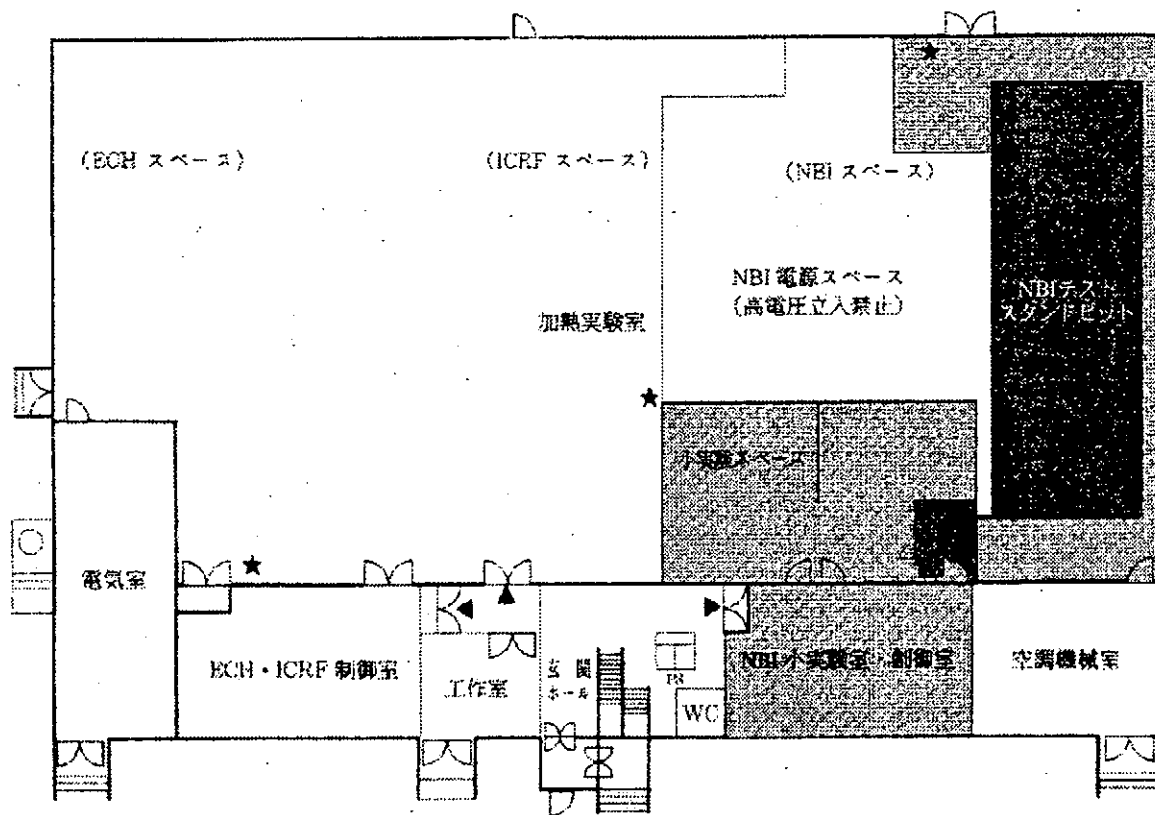 (ECH スペース)
(ICRF スペース)
(NBI スペース)
NBI 電源スペース
(高電圧立入禁止)
NBIテスト
スタンドピット
加熱実験室
小実験スペース
電気室
ECH・ICRF 制御室
工作室
玄関
ホール
PS
WC
NBI 小実験室・制御室
空調機械室